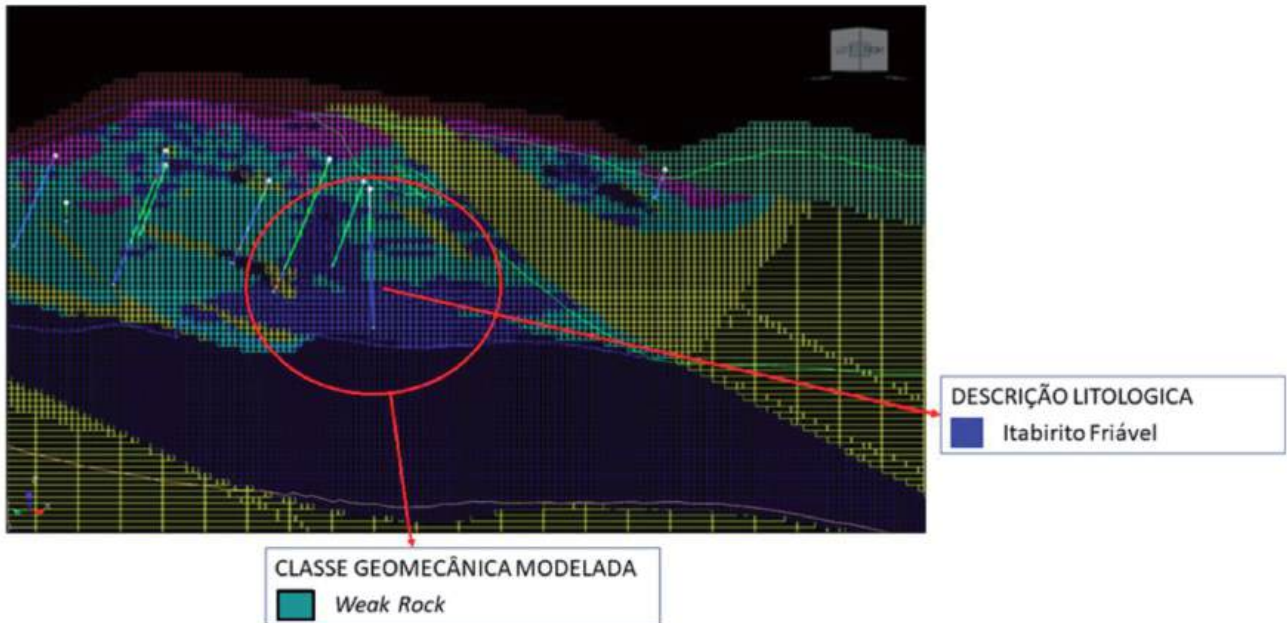 DESCRIÇÃO LITOLOGICA
Itabirito Friável
CLASSE GEOMECÂNICA MODELADA
Weak Rock